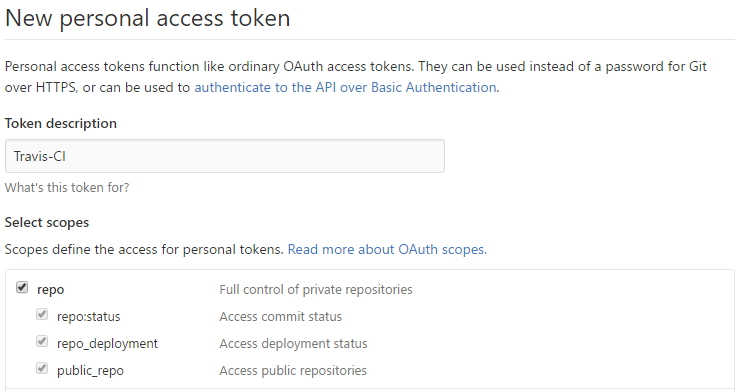 New personal access token
Personal access tokens function like ordinary OAuth access tokens. They can be used instead of a password for Git
over HTTPS, or can be used to authenticate to the API over Basic Authentication.
Token description
Travis-CI
What's this token for?
Select scopes
Scopes define the access for personal tokens. Read more about OAuth scopes.
repo Full control of private repositories
repo:status Access commit status
repo_deployment Access deployment status
public_repo Access public repositories